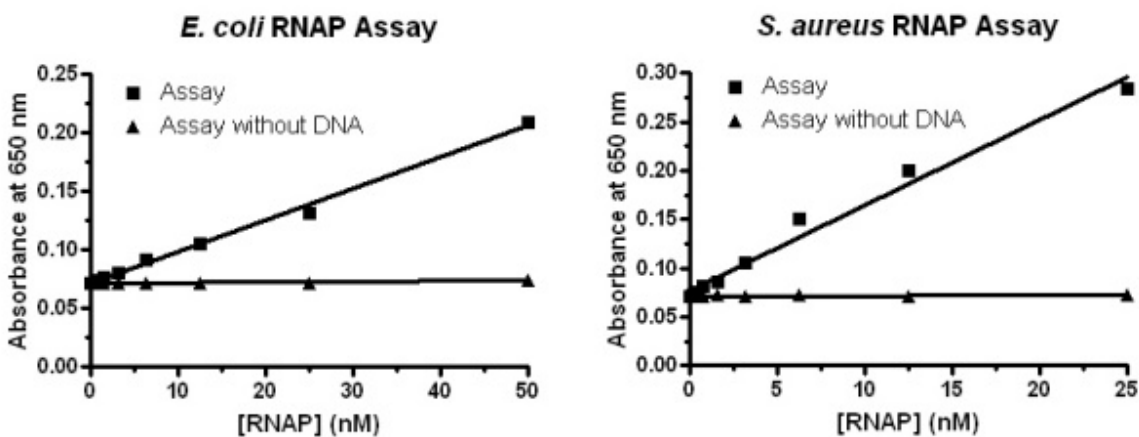 E. coli RNAP Assay
Absorbance at 650 nm
0.25
0.20
0.15
0.10
0.05
0.00
Assay
Assay without DNA
0 10 20 30 40 50
[RNAP] (nM)
S. aureus RNAP Assay
Absorbance at 650 nm
0.30
0.25
0.20
0.15
0.10
0.05
0.00
Assay
Assay without DNA
0 5 10 15 20 25
[RNAP] (nM)